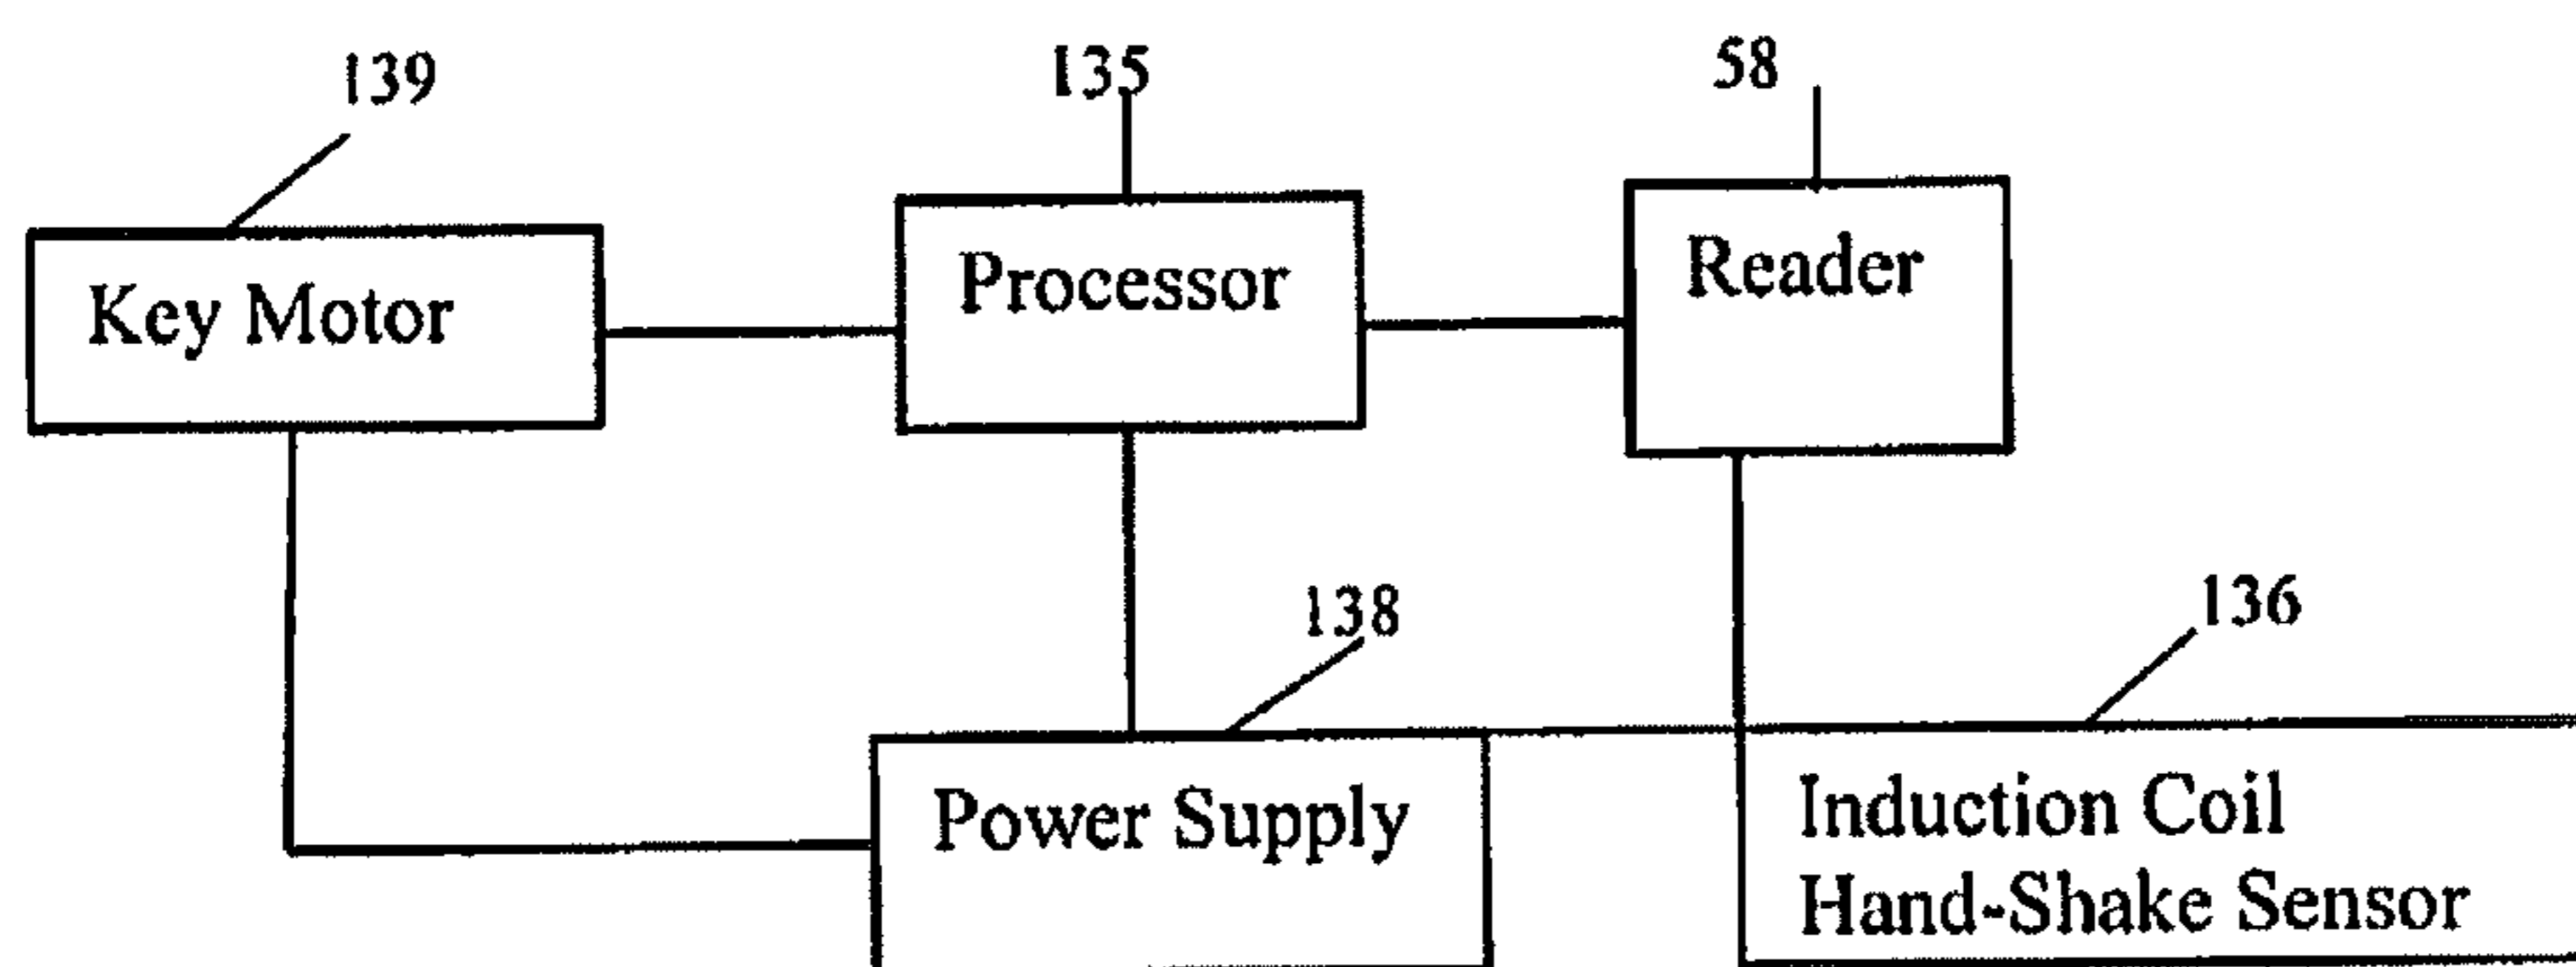 139
135
58
Key Motor
Processor
Reader
138
136
Power Supply
Induction Coil
Hand-Shake Sensor